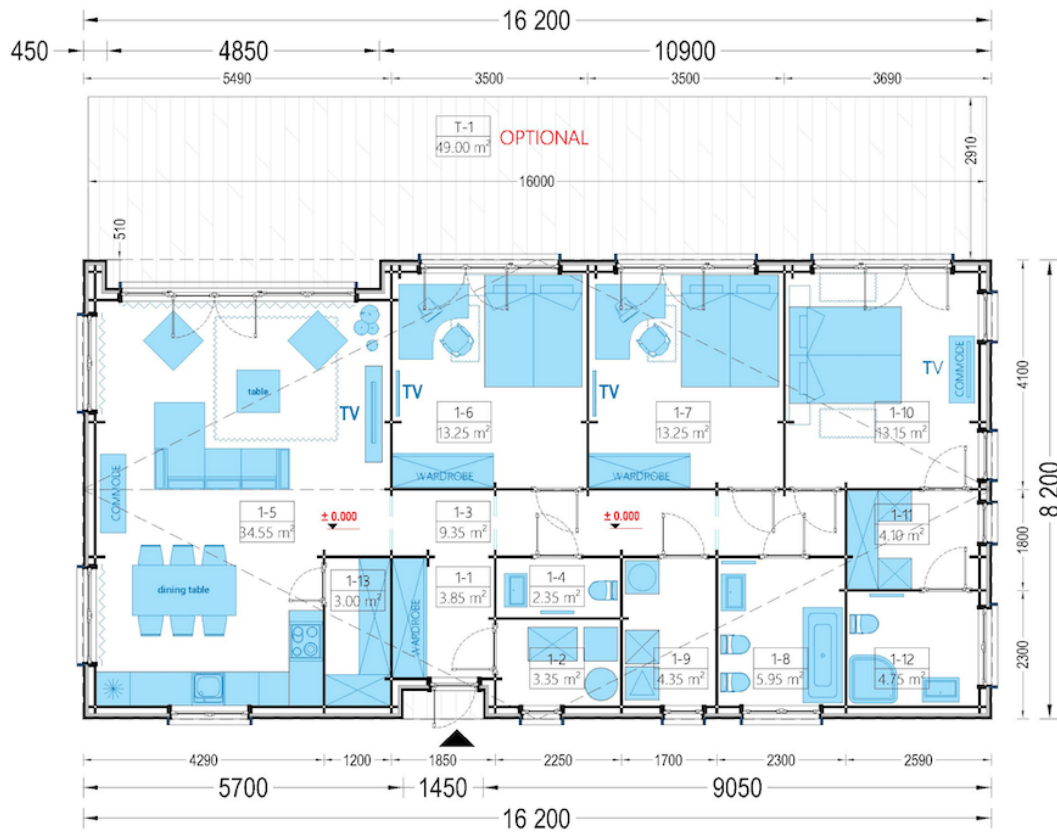 16 200
450
4850
10900
5490
3500
3500
3690
T-1
49.00 m²
OPTIONAL
2910
16000
510
table
TV
TV
TV
TV
COMMODE
4100
8 200
1-6
13.25 m²
1-7
13.25 m²
1-10
13.15 m²
WARDROBE
WARDROBE
COMMODE
1-5
34.55 m²
± 0.000
1-3
9.35 m²
± 0.000
1-11
4.10 m²
1800
dining table
1-13
3.00 m²
WARDROBE
1-1
3.85 m²
1-4
2.35 m²
1-2
3.35 m²
1-9
4.35 m²
1-8
5.95 m²
1-12
4.75 m²
2300
4290
1200
1850
2250
1700
2300
2590
5700
1450
9050
16 200